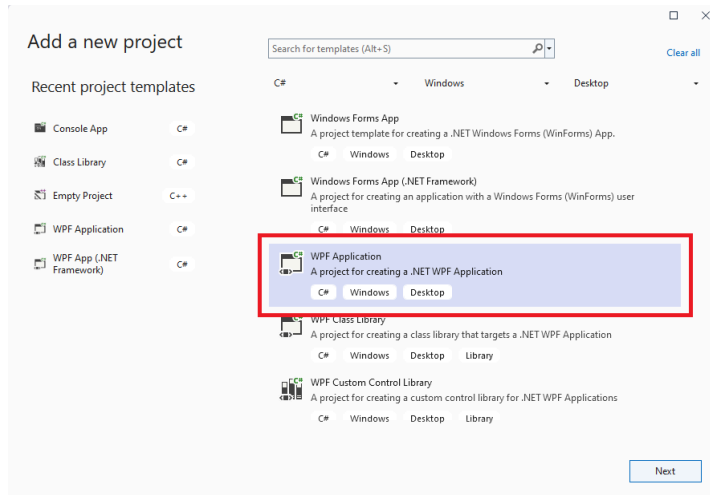 Add a new project
Search for templates (Alt+S)
Clear all
Recent project templates
C# Windows Desktop
Console App C#
Class Library C#
Empty Project C++
WPF Application C#
WPF App (.NET
Framework) C#
Windows Forms App
A project template for creating a .NET Windows Forms (WinForms) App.
C# Windows Desktop
Windows Forms App (.NET Framework)
A project for creating an application with a Windows Forms (WinForms) user
interface
C# Windows Desktop
WPF Application
A project for creating a .NET WPF Application
C# Windows Desktop
WPF Class Library
A project for creating a class library that targets a .NET WPF Application
C# Windows Desktop Library
WPF Custom Control Library
A project for creating a custom control library for .NET WPF Applications
C# Windows Desktop Library
Next